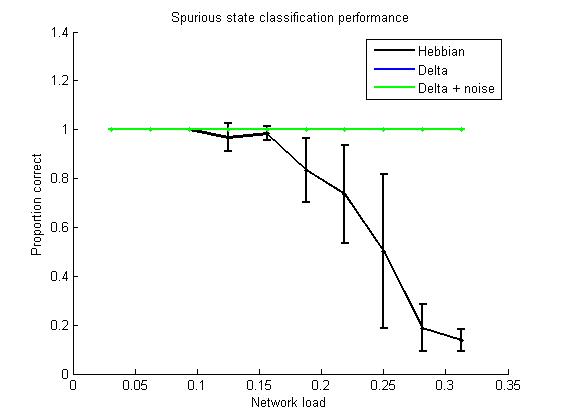 Spurious state classification performance
Hebbian
Delta
Delta + noise
Proportion correct
1.4
1.2
1
0.8
0.6
0.4
0.2
0
0 0.05 0.1 0.15 0.2 0.25 0.3 0.35
Network load